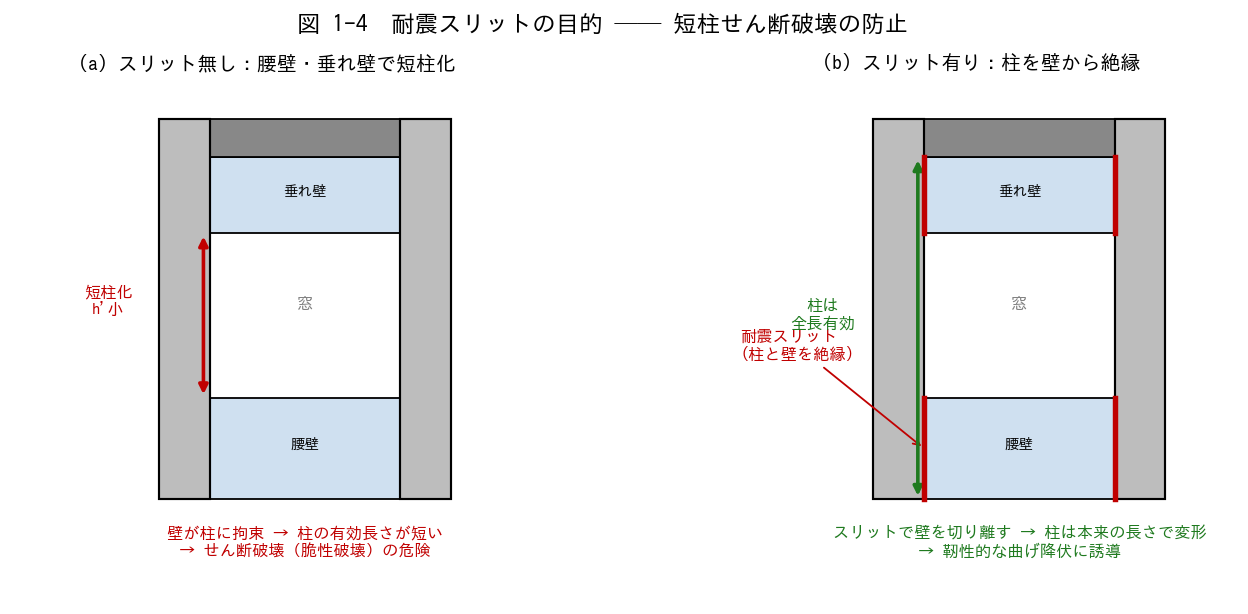 図 1-4　耐震スリットの目的 ―― 短柱せん断破壊の防止
(a) スリット無し：腰壁・垂れ壁で短柱化
垂れ壁
窓
短柱化
h'小
腰壁
壁が柱に拘束 → 柱の有効長さが短い
→ せん断破壊（脆性破壊）の危険
(b) スリット有り：柱を壁から絶縁
垂れ壁
窓
柱は
全長有効
耐震スリット
(柱と壁を絶縁)
腰壁
スリットで壁を切り離す → 柱は本来の長さで変形
→ 靭性的な曲げ降伏に誘導